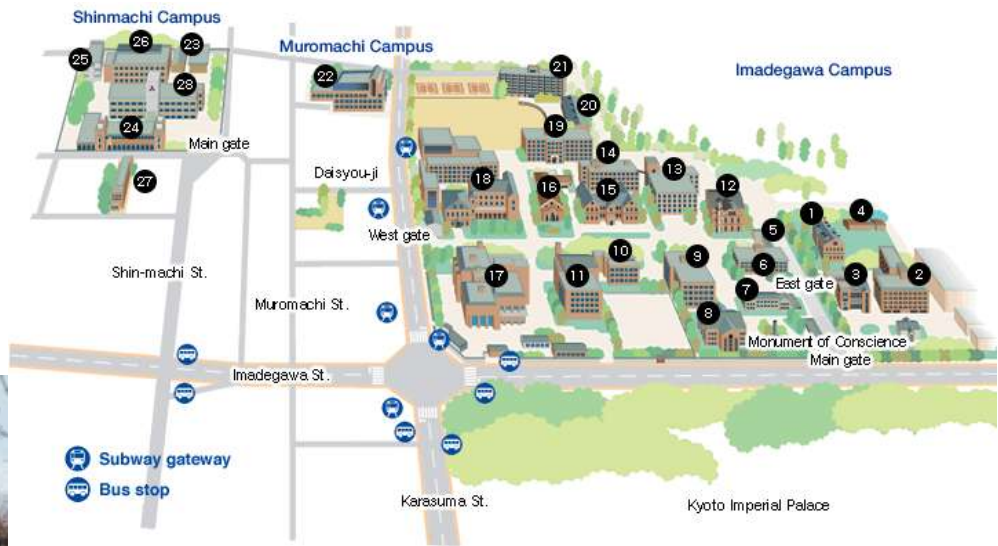 Shinmachi Campus
Muromachi Campus
Imadegawa Campus
26
23
25
28
24
27
Main gate
22
21
20
19
14
13
18
16
15
12
1
4
5
Daisyou-ji
West gate
10
9
6
17
11
7
East gate
3
2
8
Shin-machi St.
Muromachi St.
Monument of Conscience
Main gate
Imadegawa St.
Subway gateway
Bus stop
Karasuma St.
Kyoto Imperial Palace